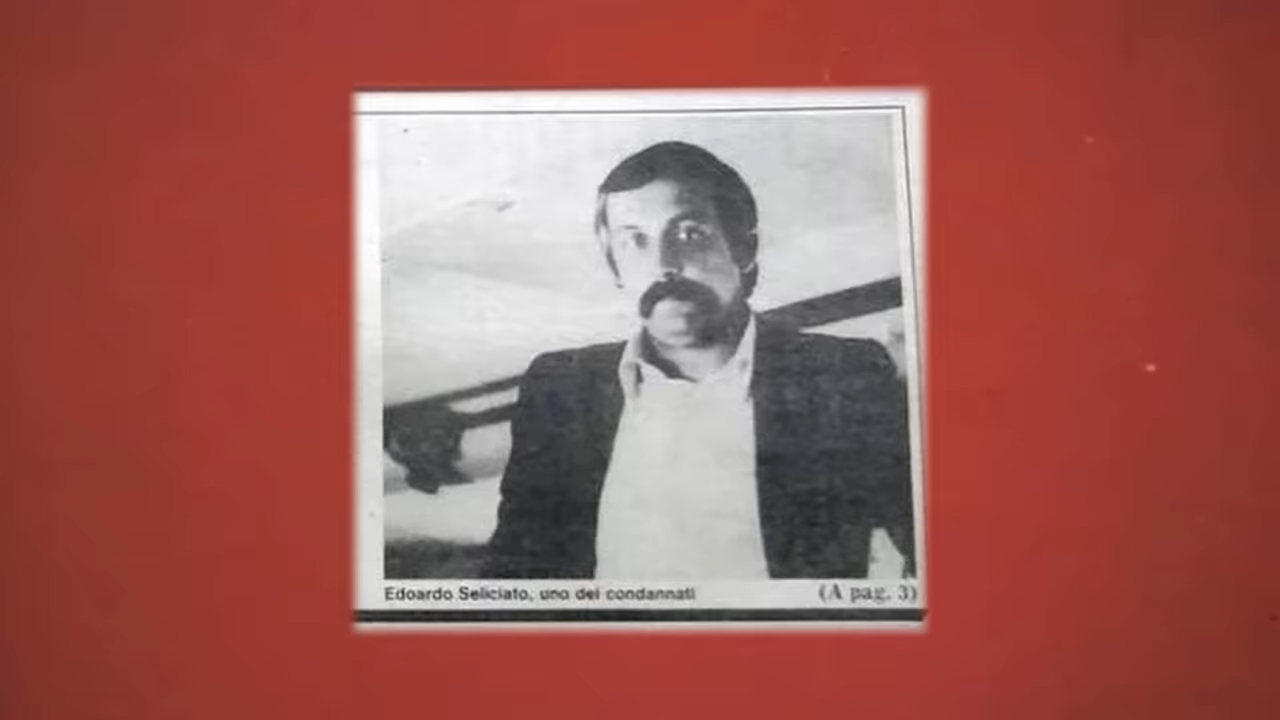 Edoardo Seliciato, uno dei condannati (A pag. 3)